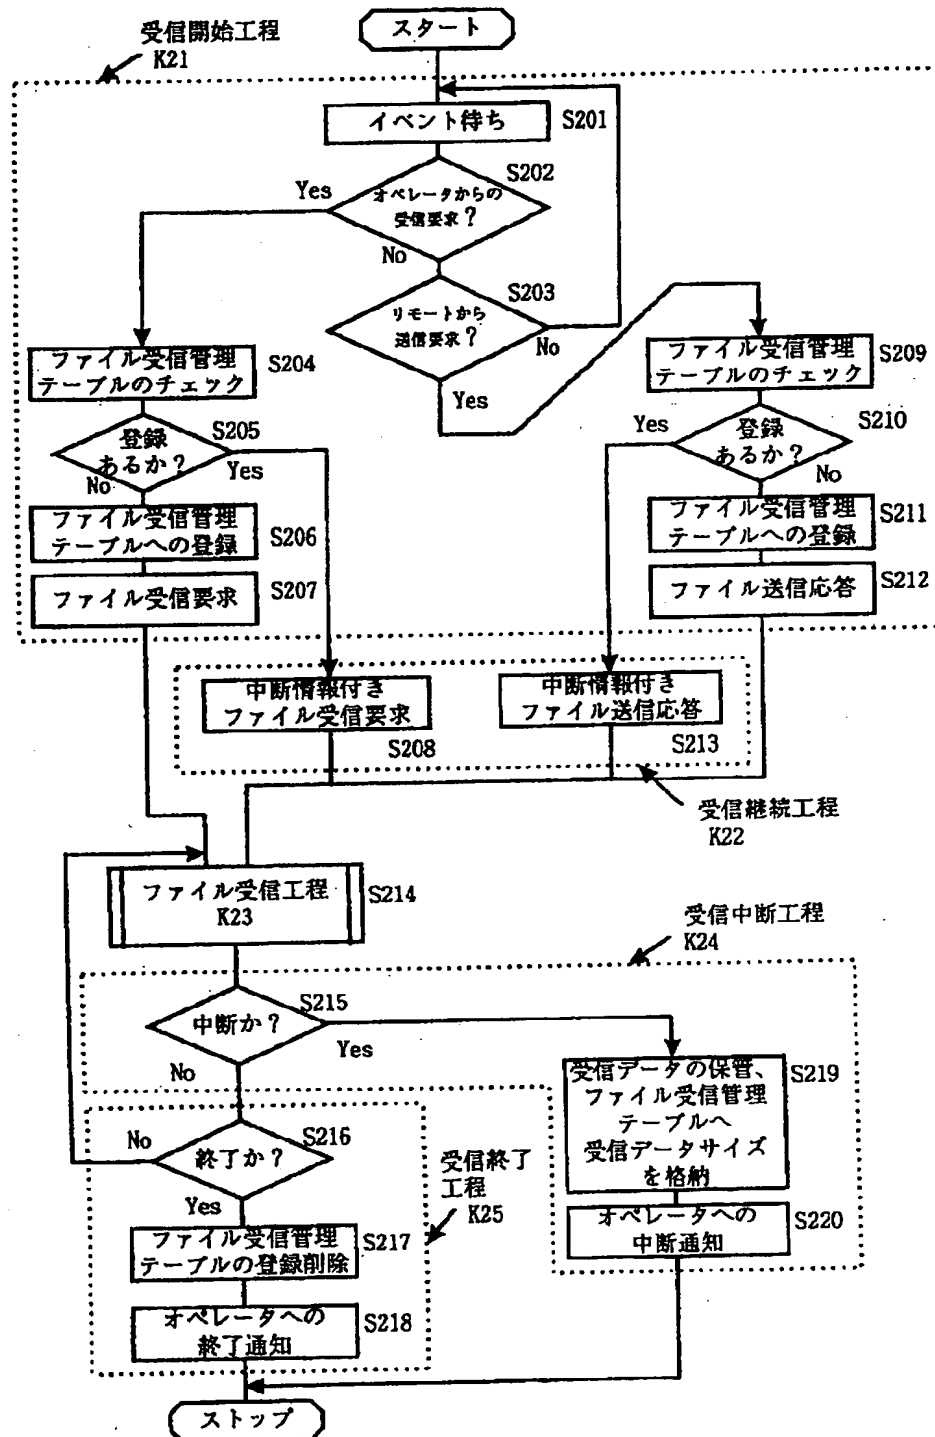 スタート
受信開始工程
K21
イベント待ち
S201
S202
Yes
オペレータからの
受信要求？
No
S203
リモートから
送信要求？
No
Yes
ファイル受信管理
テーブルのチェック
S204
登録
あるか？
S205
Yes
No
ファイル受信管理
テーブルへの登録
S206
ファイル受信要求
S207
ファイル受信管理
テーブルのチェック
S209
登録
あるか？
S210
Yes
No
ファイル受信管理
テーブルへの登録
S211
ファイル送信応答
S212
中断情報付き
ファイル受信要求
S208
中断情報付き
ファイル送信応答
S213
受信継続工程
K22
ファイル受信工程
K23
S214
受信中断工程
K24
中断か？
S215
Yes
No
受信データの保管、
ファイル受信管理
テーブルへ
受信データサイズ
を格納
S219
オペレータへの
中断通知
S220
終了か？
S216
No
Yes
受信終了
工程
K25
ファイル受信管理
テーブルの登録削除
S217
オペレータへの
終了通知
S218
ストップ